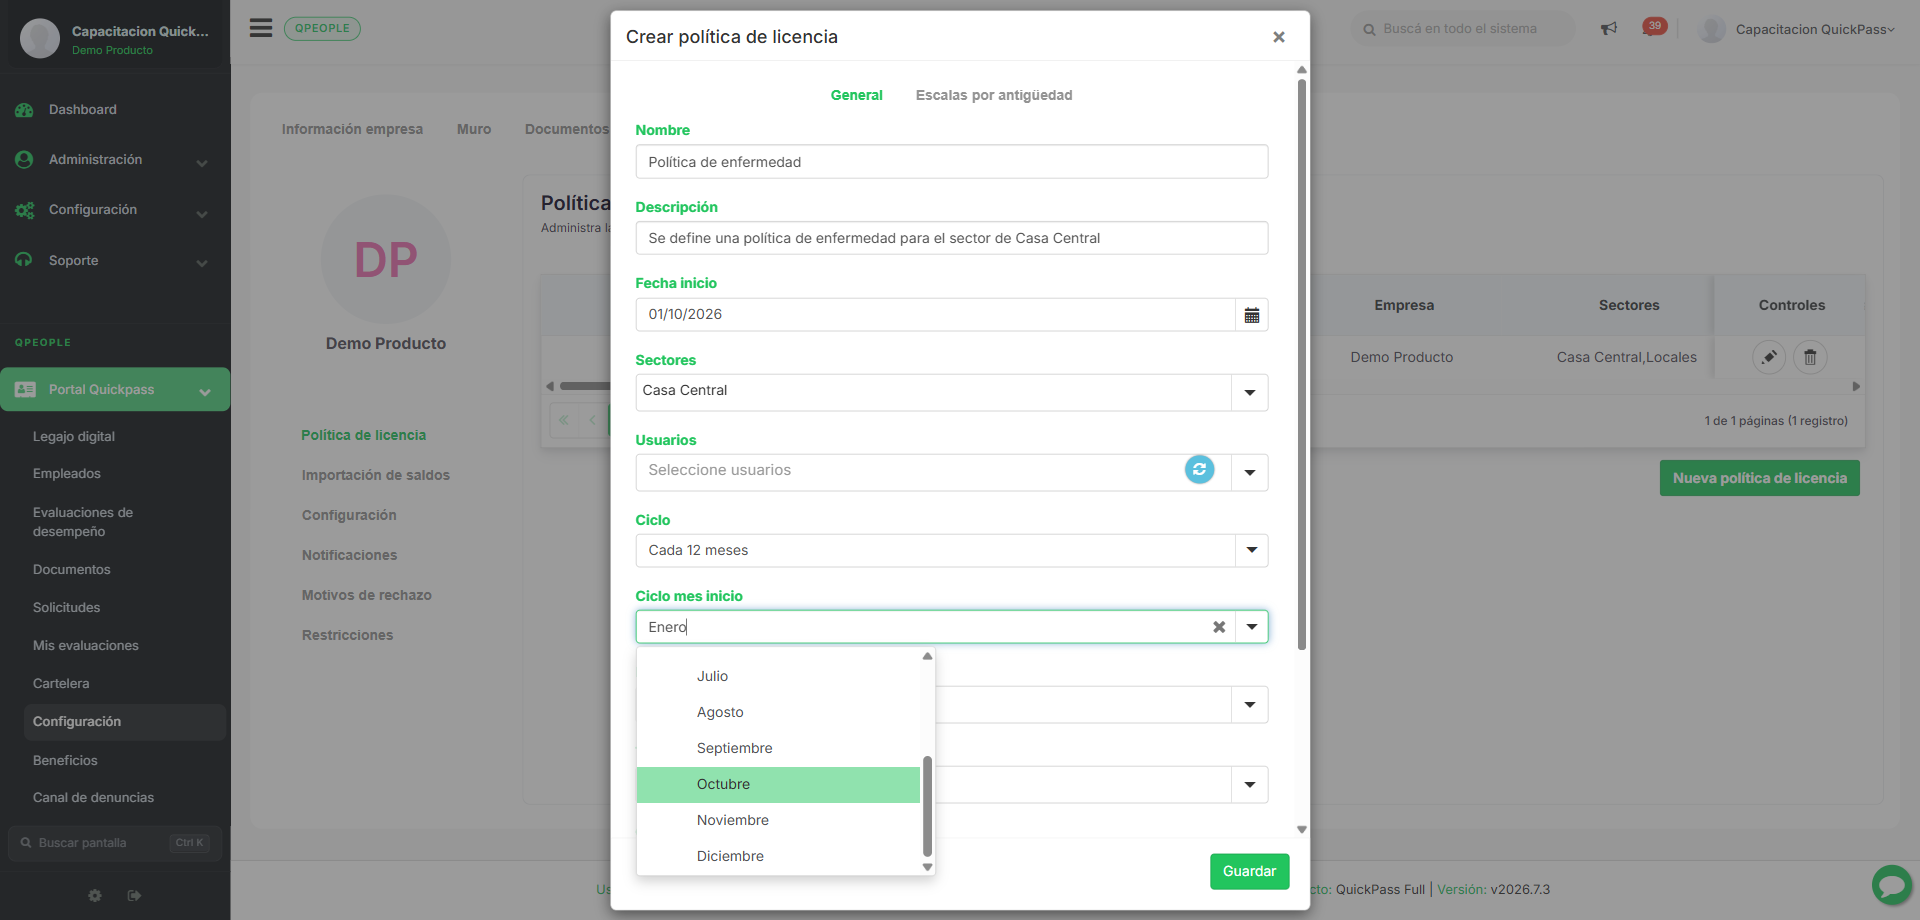 Capacitacion Quick...
Demo Producto
Dashboard
Administración
Configuración
Soporte
QPEOPLE
Portal Quickpass
Legajo digital
Empleados
Evaluaciones de
desempeño
Documentos
Solicitudes
Mis evaluaciones
Cartelera
Configuración
Beneficios
Canal de denuncias
Buscar pantalla
Ctrl K
QPEOPLE
Buscá en todo el sistema
39
Capacitacion QuickPass
Información empresa
Muro
Documentos
DP
Demo Producto
Política de licencia
Importación de saldos
Configuración
Notificaciones
Motivos de rechazo
Restricciones
Política
Administra la
Empresa
Sectores
Controles
Demo Producto
Casa Central,Locales
1 de 1 páginas (1 registro)
Nueva política de licencia
Crear política de licencia
General
Escalas por antigüedad
Nombre
Política de enfermedad
Descripción
Se define una política de enfermedad para el sector de Casa Central
Fecha inicio
01/10/2026
Sectores
Casa Central
Usuarios
Seleccione usuarios
Ciclo
Cada 12 meses
Ciclo mes inicio
Enero
Julio
Agosto
Septiembre
Octubre
Noviembre
Diciembre
Guardar
Us
cto: QuickPass Full | Versión: v2026.7.3